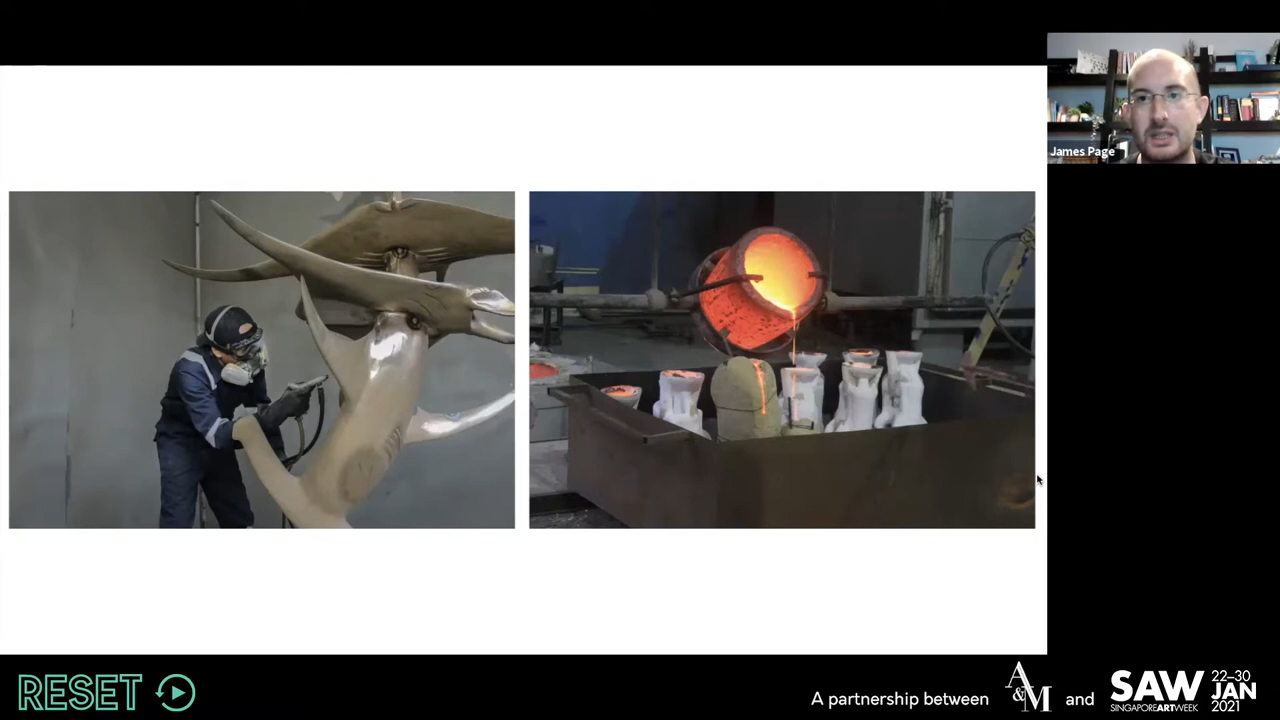 James Page
RESET
A partnership between
A&M
and
SAW
SINGAPOREARTWEEK
22–30
JAN
2021